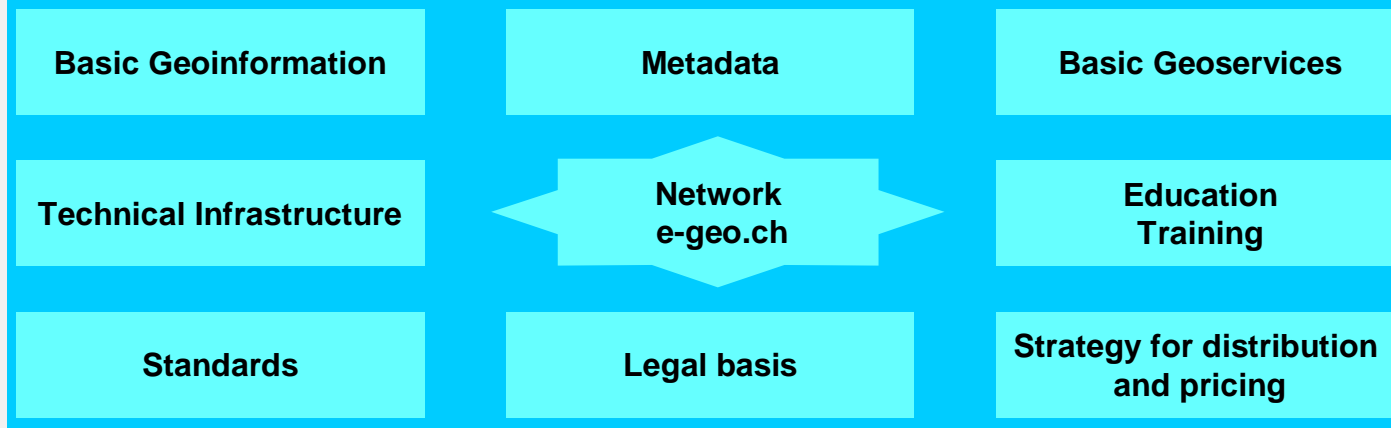 Basic Geoinformation
Metadata
Basic Geoservices
Technical Infrastructure
Network
e-geo.ch
Education
Training
Standards
Legal basis
Strategy for distribution
and pricing